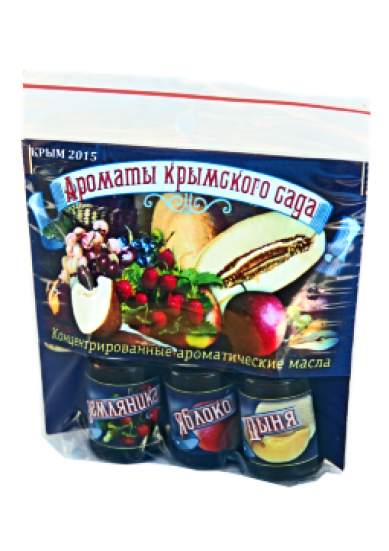 КРЫМ 2015
Ароматы крымского сада
Концентрированные ароматические масла
Земляника
Яблоко
Дыня